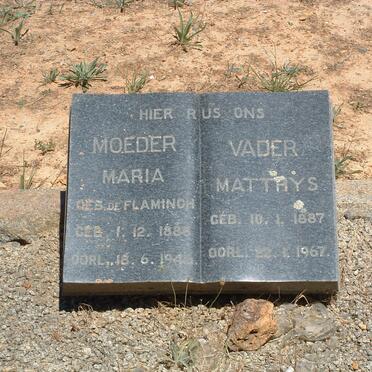 HIER RUS ONS
MOEDER
MARIA
GEB. DE FLAMINGH
GEB. 1. 12. 1888
OORL. 18. 6. 194
VADER
MATTHYS
GEB. 10. 1. 1887
OORL. 22. 1. 1967.